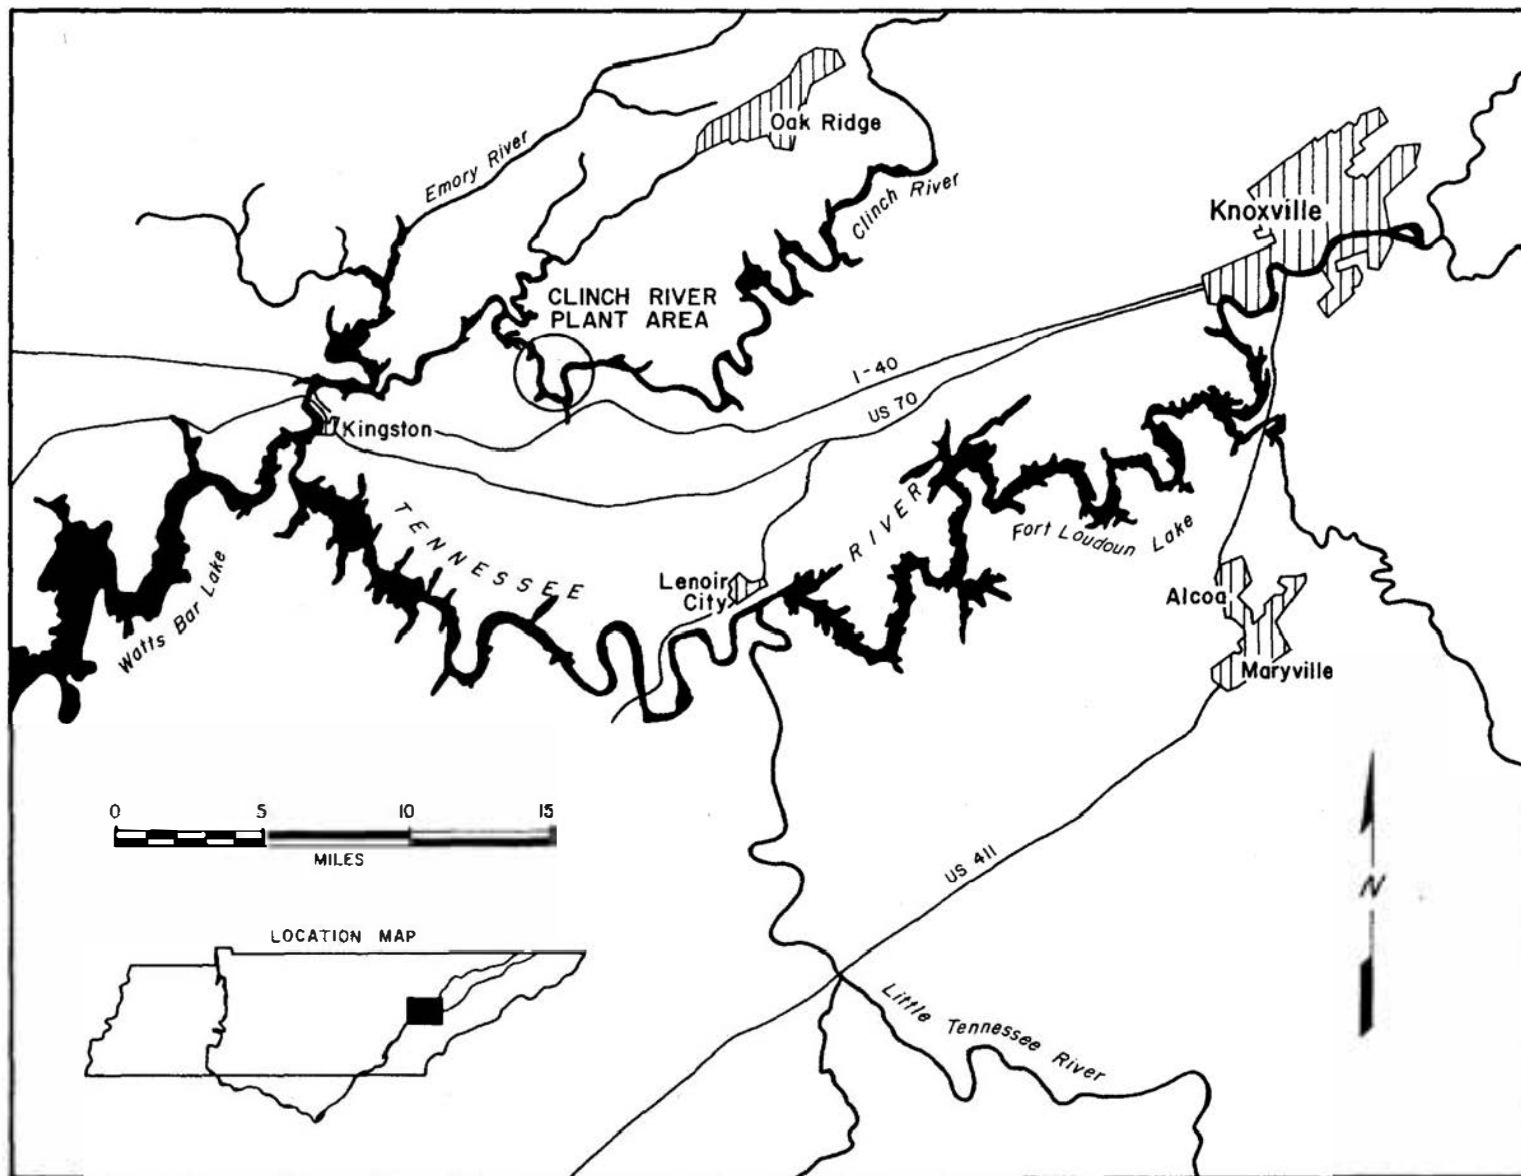 Oak Ridge
Emory River
Clinch River
Knoxville
CLINCH RIVER
PLANT AREA
I-40
US 70
Kingston
TENNESSEE
RIVER
Fort Loudoun Lake
Watts Bar Lake
Lenoir
City
Alcoa
Maryville
0 5 10 15
MILES
US 411
N
LOCATION MAP
Little Tennessee River